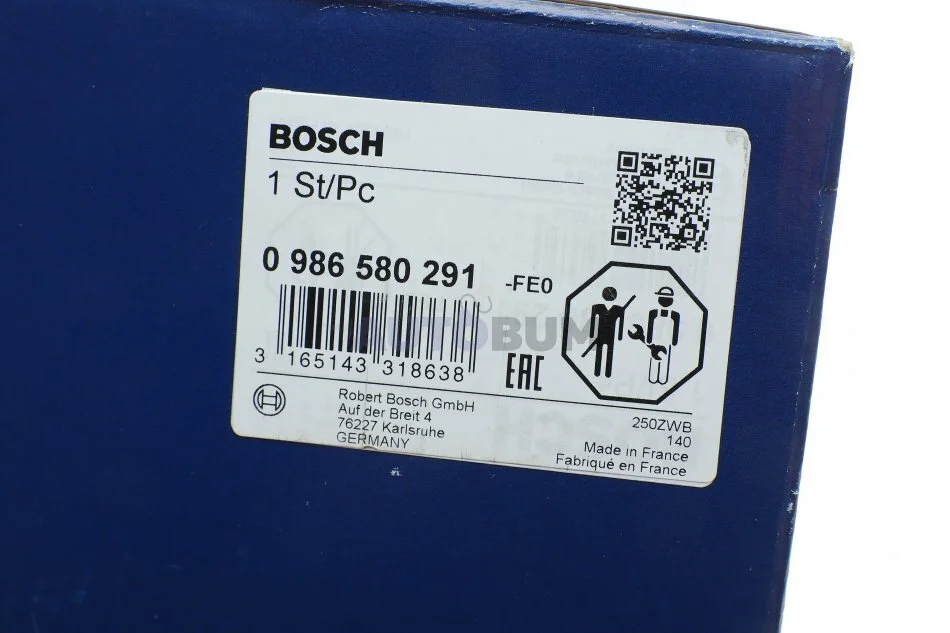 BOSCH
1 St/Pc
0 986 580 291 -FE0
AUTOBUM
3 165143 318638
EAC
Robert Bosch GmbH
Auf der Breit 4
76227 Karlsruhe
GERMANY
250ZWB
140
Made in France
Fabriqué en France